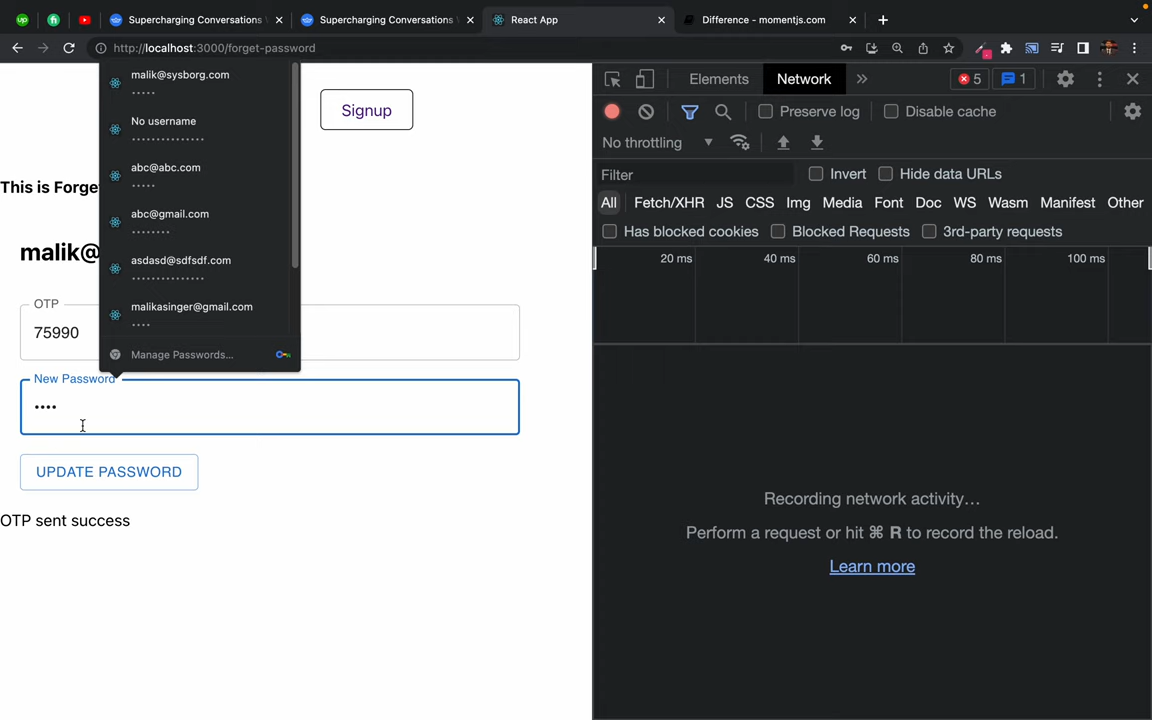 up
fi
Supercharging Conversations
Supercharging Conversations
React App
Difference - momentjs.com
http://localhost:3000/forget-password
malik@sysborg.com
•••••
No username
••••••••••••••
abc@abc.com
•••••
abc@gmail.com
••••••••
asdasd@sdfsdf.com
••••••••••••••
malikasinger@gmail.com
••••
Manage Passwords...
Signup
This is Forge
malik@
OTP
75990
New Password
••••
UPDATE PASSWORD
OTP sent success
Elements
Network
5
1
Preserve log
Disable cache
No throttling
Filter
Invert
Hide data URLs
All
Fetch/XHR
JS
CSS
Img
Media
Font
Doc
WS
Wasm
Manifest
Other
Has blocked cookies
Blocked Requests
3rd-party requests
20 ms
40 ms
60 ms
80 ms
100 ms
Recording network activity…
Perform a request or hit ⌘ R to record the reload.
Learn more